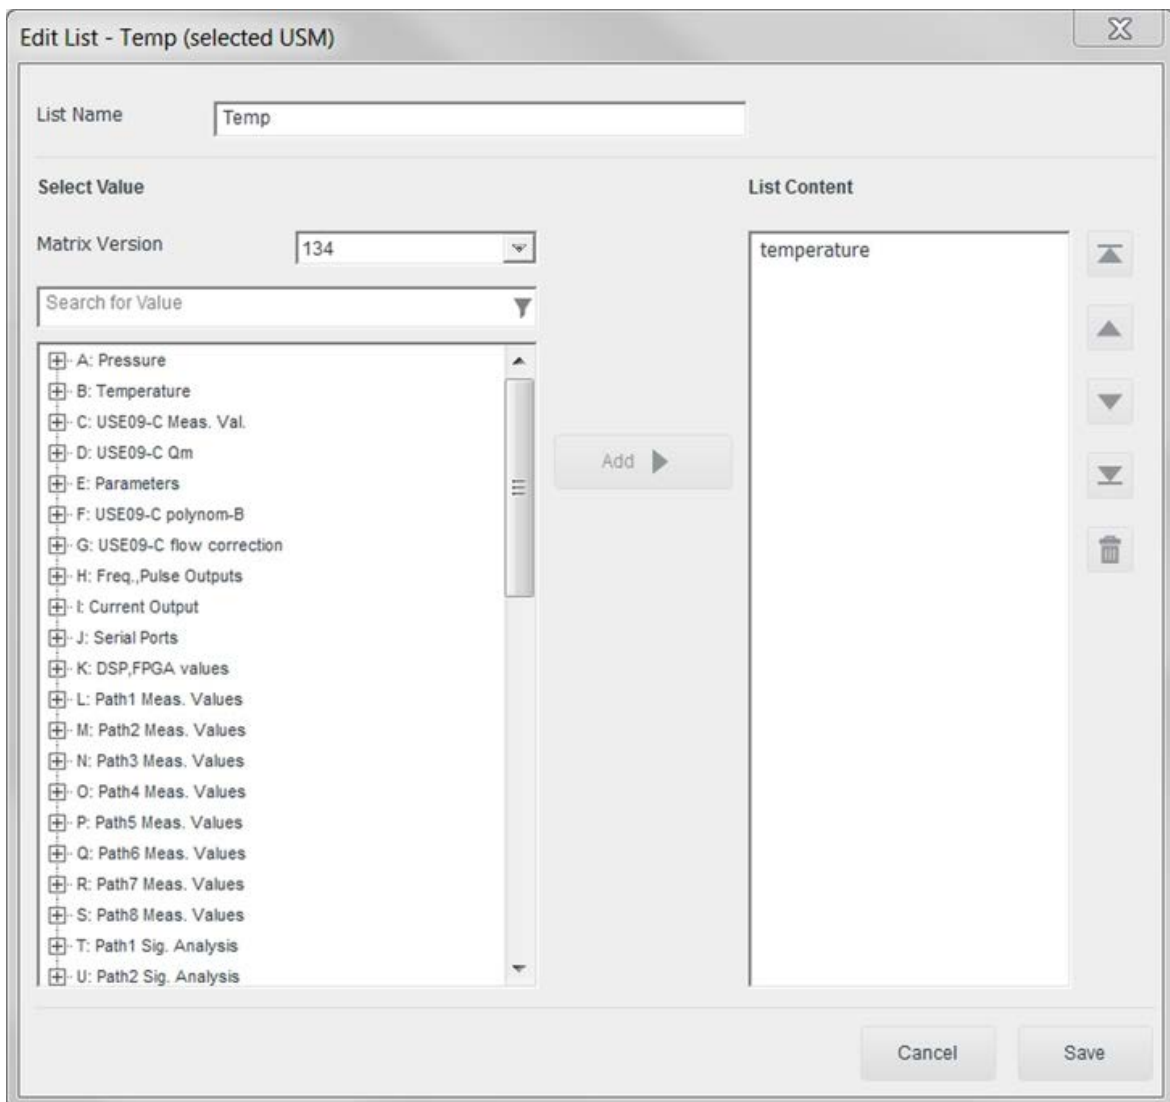 Edit List - Temp (selected USM)
List Name
Temp
Select Value
List Content
Matrix Version
134
temperature
Search for Value
A: Pressure
B: Temperature
C: USE09-C Meas. Val.
D: USE09-C Qm
E: Parameters
F: USE09-C polynom-B
G: USE09-C flow correction
H: Freq.,Pulse Outputs
I: Current Output
J: Serial Ports
K: DSP,FPGA values
L: Path1 Meas. Values
M: Path2 Meas. Values
N: Path3 Meas. Values
O: Path4 Meas. Values
P: Path5 Meas. Values
Q: Path6 Meas. Values
R: Path7 Meas. Values
S: Path8 Meas. Values
T: Path1 Sig. Analysis
U: Path2 Sig. Analysis
Add
Cancel
Save